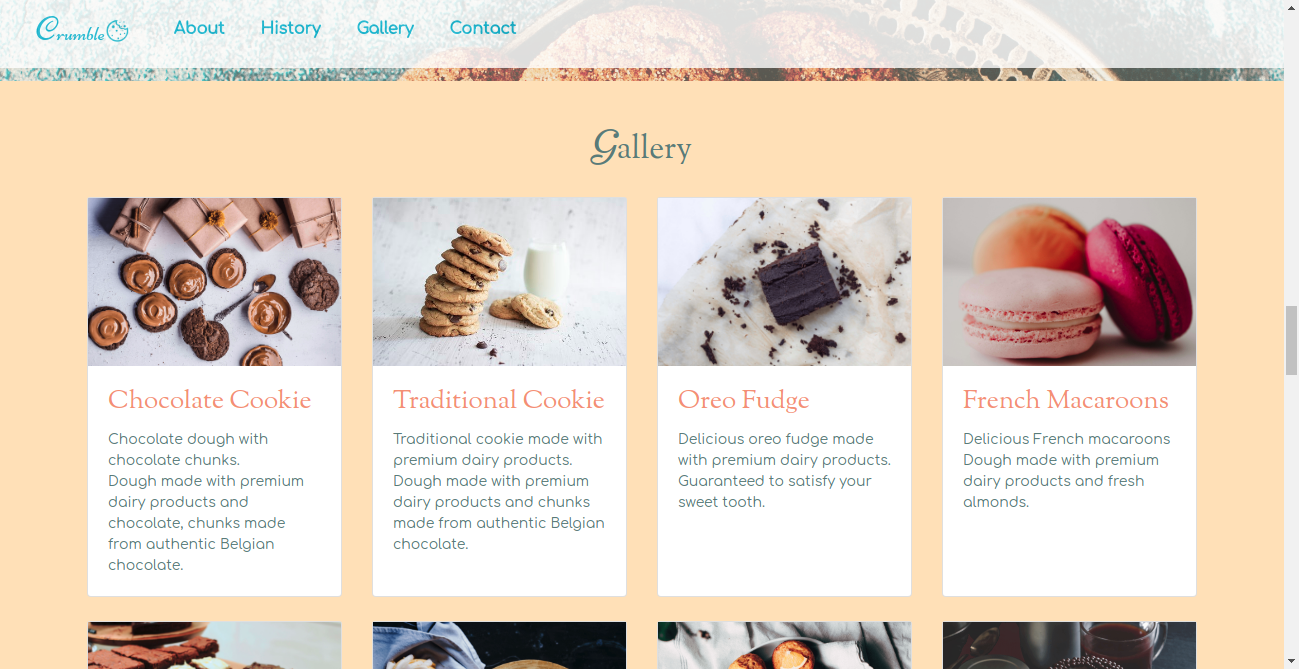 Crumble
About
History
Gallery
Contact
Gallery
Chocolate Cookie
Chocolate dough with
chocolate chunks.
Dough made with premium
dairy products and
chocolate, chunks made
from authentic Belgian
chocolate.
Traditional Cookie
Traditional cookie made with
premium dairy products.
Dough made with premium
dairy products and chunks
made from authentic Belgian
chocolate.
Oreo Fudge
Delicious oreo fudge made
with premium dairy products.
Guaranteed to satisfy your
sweet tooth.
French Macaroons
Delicious French macaroons
Dough made with premium
dairy products and fresh
almonds.